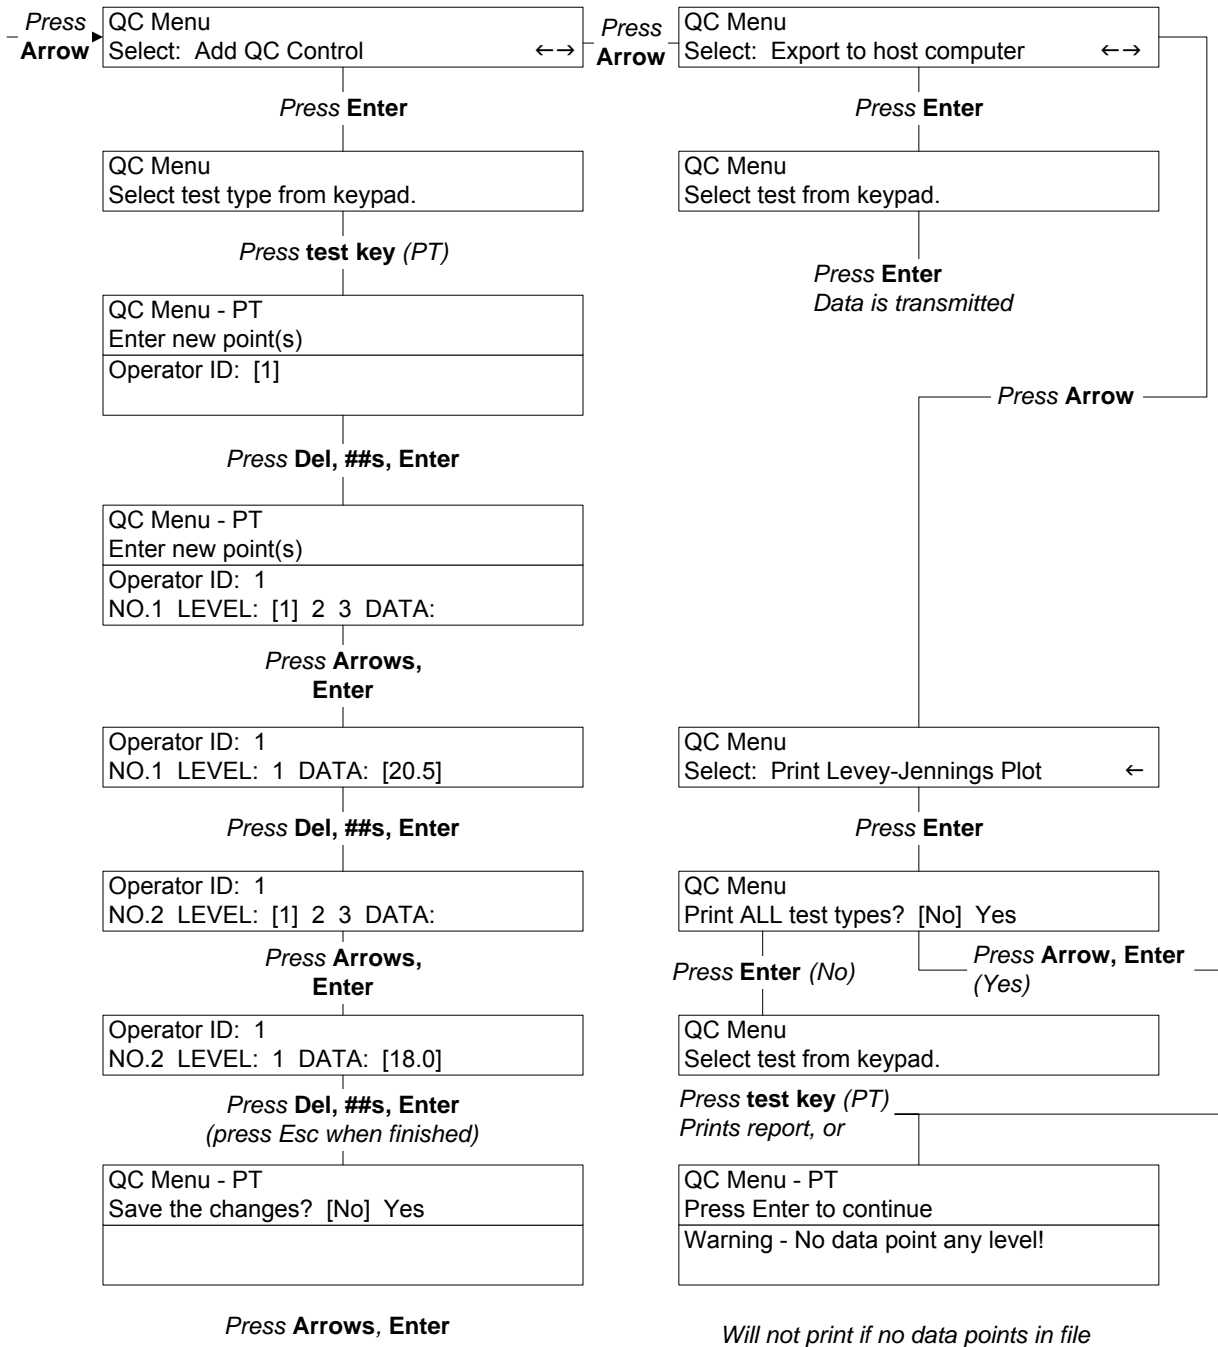 Press
Arrow
QC Menu
Select: Add QC Control ←→
Press Enter
QC Menu
Select test type from keypad.
Press test key (PT)
QC Menu - PT
Enter new point(s)
Operator ID: [1]
Press Del, ##s, Enter
QC Menu - PT
Enter new point(s)
Operator ID: 1
NO.1 LEVEL: [1] 2 3 DATA:
Press Arrows,
Enter
Operator ID: 1
NO.1 LEVEL: 1 DATA: [20.5]
Press Del, ##s, Enter
Operator ID: 1
NO.2 LEVEL: [1] 2 3 DATA:
Press Arrows,
Enter
Operator ID: 1
NO.2 LEVEL: 1 DATA: [18.0]
Press Del, ##s, Enter
(press Esc when finished)
QC Menu - PT
Save the changes? [No] Yes
Press Arrows, Enter
Press
Arrow
QC Menu
Select: Export to host computer ←→
Press Enter
QC Menu
Select test from keypad.
Press Enter
Data is transmitted
Press Arrow
QC Menu
Select: Print Levey-Jennings Plot ←
Press Enter
QC Menu
Print ALL test types? [No] Yes
Press Enter (No)
Press Arrow, Enter
(Yes)
QC Menu
Select test from keypad.
Press test key (PT)
Prints report, or
QC Menu - PT
Press Enter to continue
Warning - No data point any level!
Will not print if no data points in file